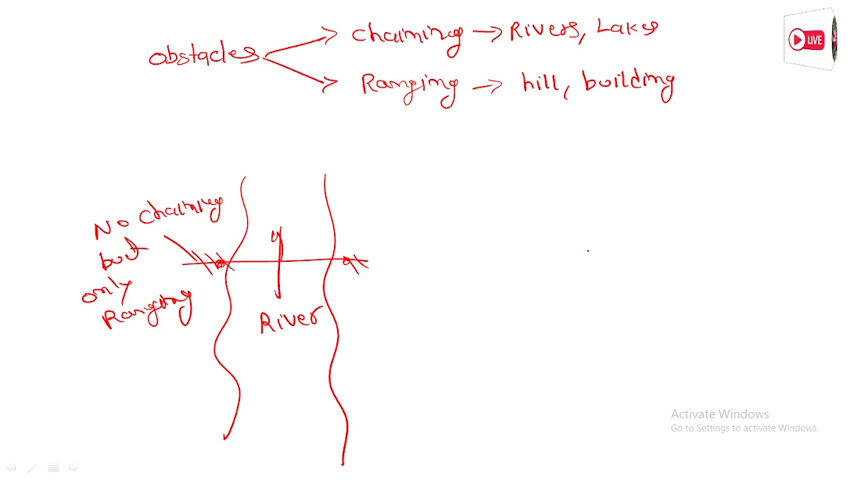 Obstacles
Chaining → Rivers, Lakes
Ranging → hill, building
No chaining
but
only
Ranging
River
LIVE
Activate Windows
Go to Settings to activate Windows.